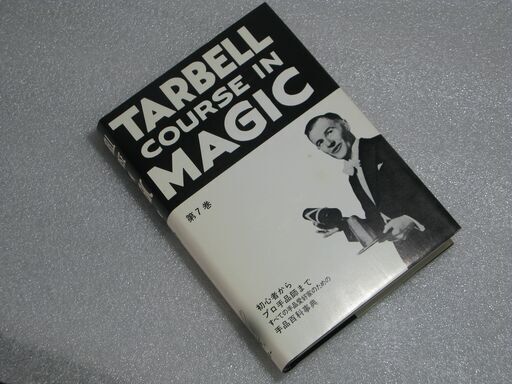 TARBELL
COURSE IN
MAGIC
第7巻
初心者から
プロ手品師まで
すべての手品愛好家のための
手品百科事典